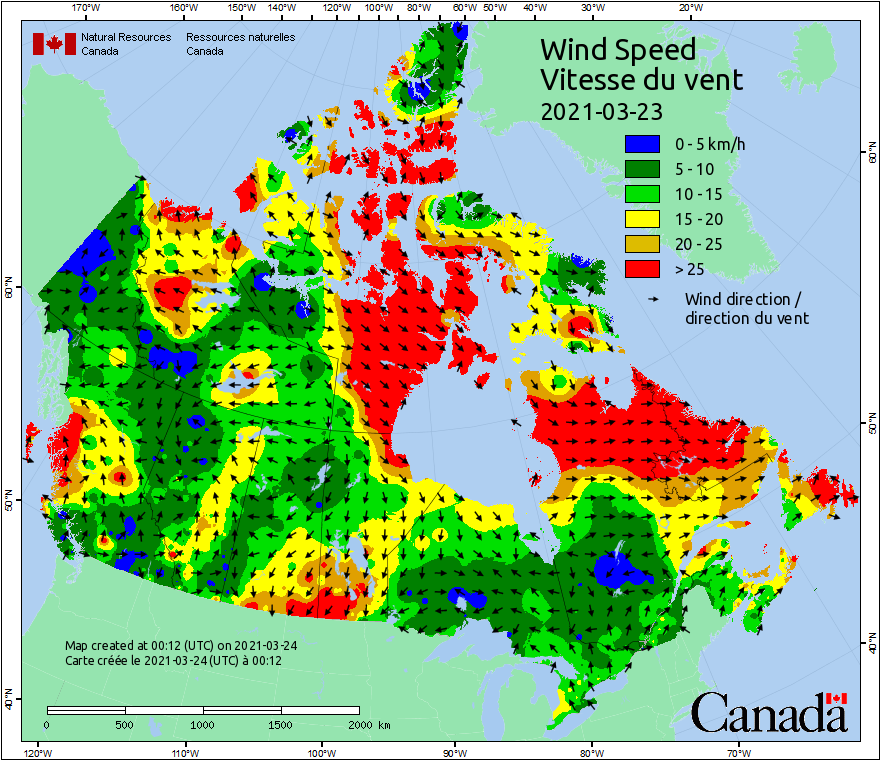 170°W 160°W 150°W 140°W 130°W 120°W 110°W 100°W 90°W 80°W 70°W 60°W 50°W 40°W 30°W 20°W
Natural Resources Canada
Ressources naturelles Canada
Wind Speed
Vitesse du vent
2021-03-23
0 - 5 km/h
5 - 10
10 - 15
15 - 20
20 - 25
> 25
Wind direction /
direction du vent
60°N
50°N
40°N
60°N
50°N
40°N
Map created at 00:12 (UTC) on 2021-03-24
Carte créée le 2021-03-24 (UTC) à 00:12
0 500 1000 1500 2000 km
Canada
120°W 110°W 100°W 90°W 80°W 70°W